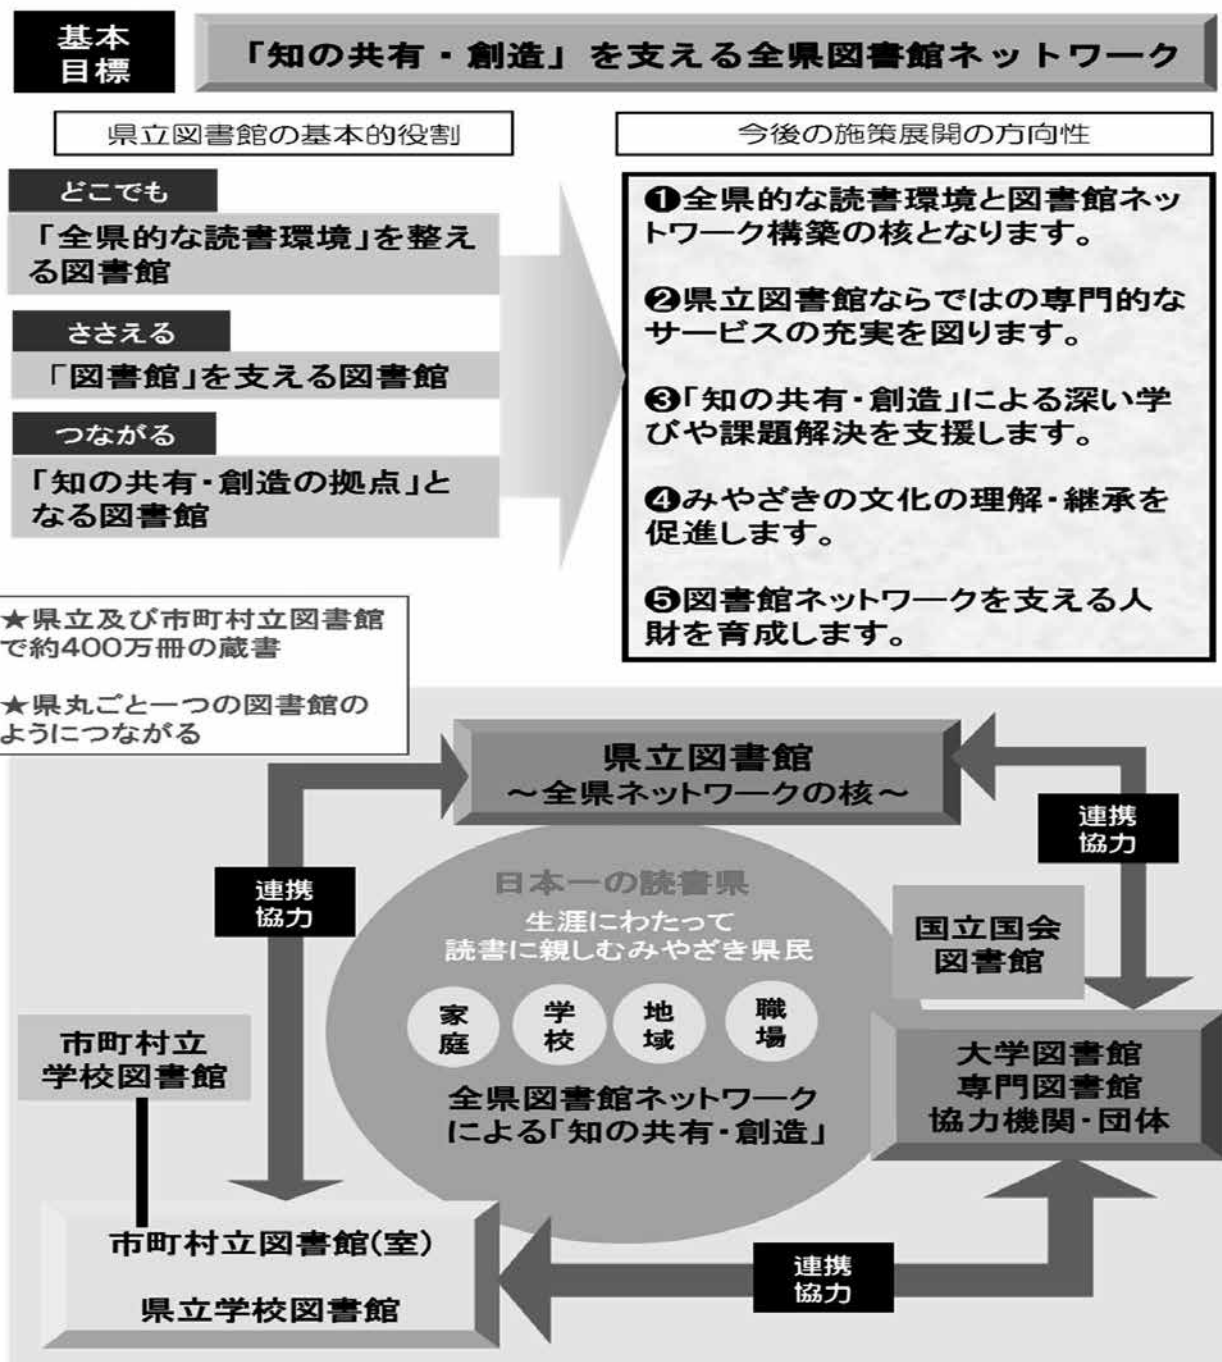 基本
目標
「知の共有・創造」を支える全県図書館ネットワーク
県立図書館の基本的役割
どこでも
「全県的な読書環境」を整え
る図書館
ささえる
「図書館」を支える図書館
つながる
「知の共有・創造の拠点」と
なる図書館
今後の施策展開の方向性
❶全県的な読書環境と図書館ネッ
トワーク構築の核となります。
❷県立図書館ならではの専門的な
サービスの充実を図ります。
❸「知の共有・創造」による深い学
びや課題解決を支援します。
❹みやざきの文化の理解・継承を
促進します。
❺図書館ネットワークを支える人
財を育成します。
★県立及び市町村立図書館
で約400万冊の蔵書
★県丸ごと一つの図書館の
ようにつながる
県立図書館
～全県ネットワークの核～
連携
協力
連携
協力
日本一の読書県
生涯にわたって
読書に親しむみやざき県民
家庭
学校
地域
職場
全県図書館ネットワーク
による「知の共有・創造」
国立国会
図書館
市町村立
学校図書館
大学図書館
専門図書館
協力機関・団体
市町村立図書館(室)
県立学校図書館
連携
協力